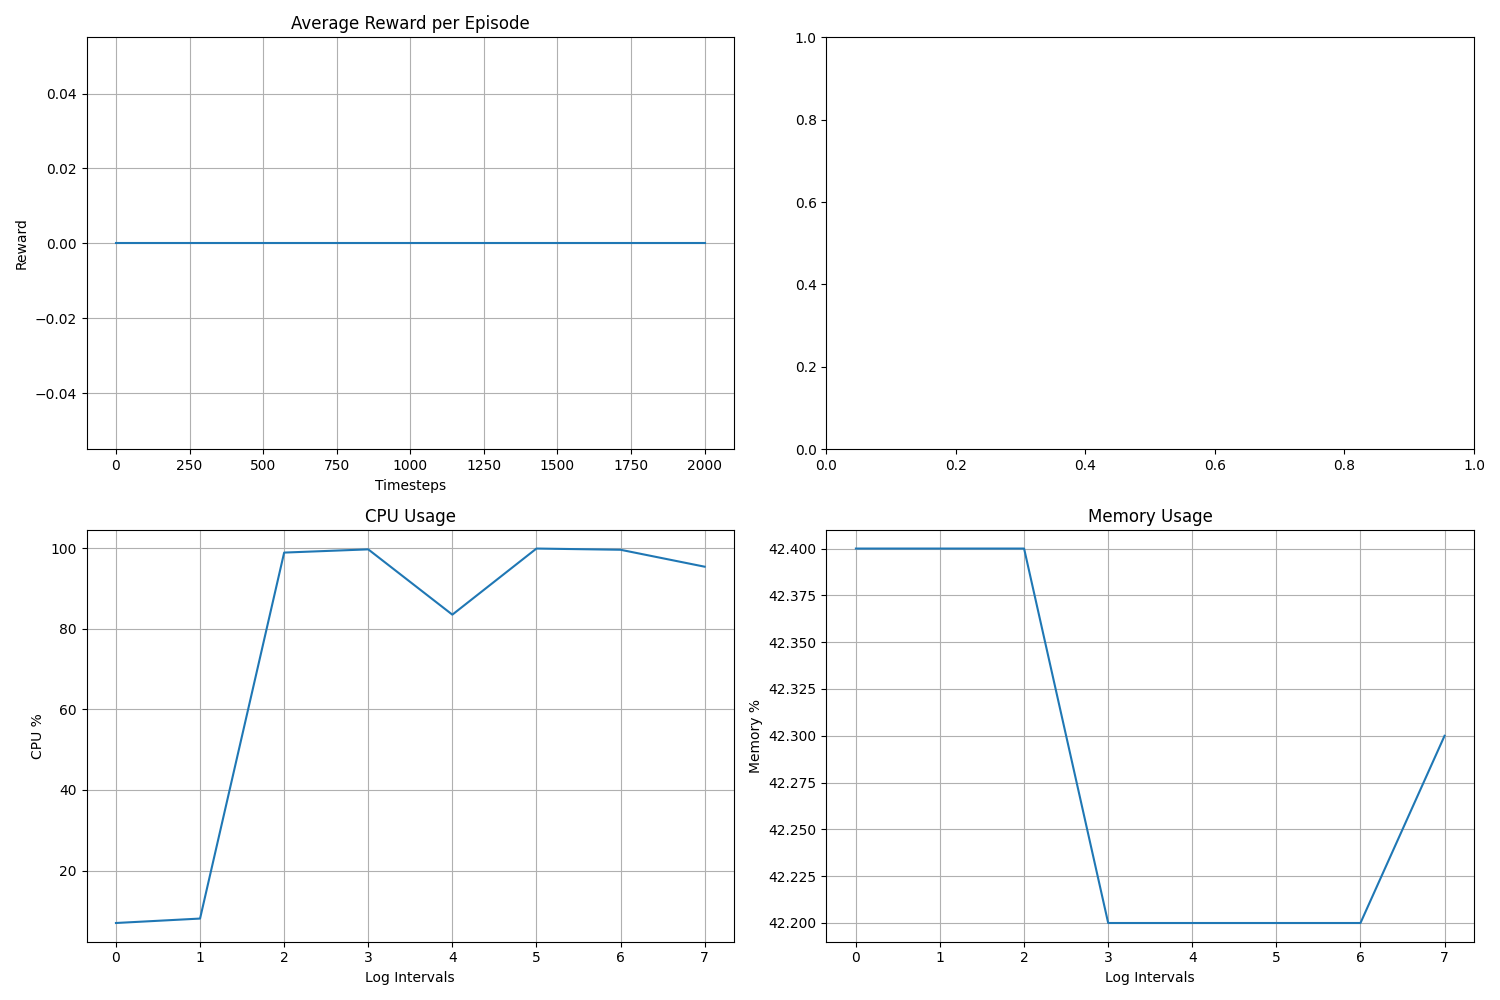 Average Reward per Episode
0.04
0.02
0.00
−0.02
−0.04
Reward
0 250 500 750 1000 1250 1500 1750 2000
Timesteps
1.0
0.8
0.6
0.4
0.2
0.0
0.0 0.2 0.4 0.6 0.8 1.0
CPU Usage
100
80
60
40
20
CPU %
0 1 2 3 4 5 6 7
Log Intervals
Memory Usage
42.400
42.375
42.350
42.325
42.300
42.275
42.250
42.225
42.200
Memory %
0 1 2 3 4 5 6 7
Log Intervals